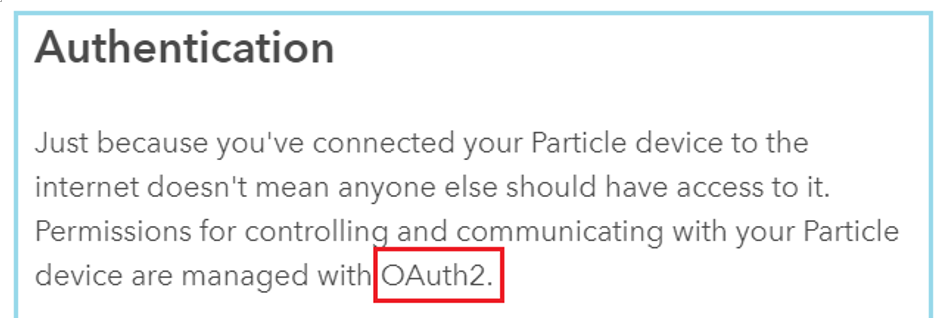 Authentication
Just because you've connected your Particle device to the
internet doesn't mean anyone else should have access to it.
Permissions for controlling and communicating with your Particle
device are managed with OAuth2.